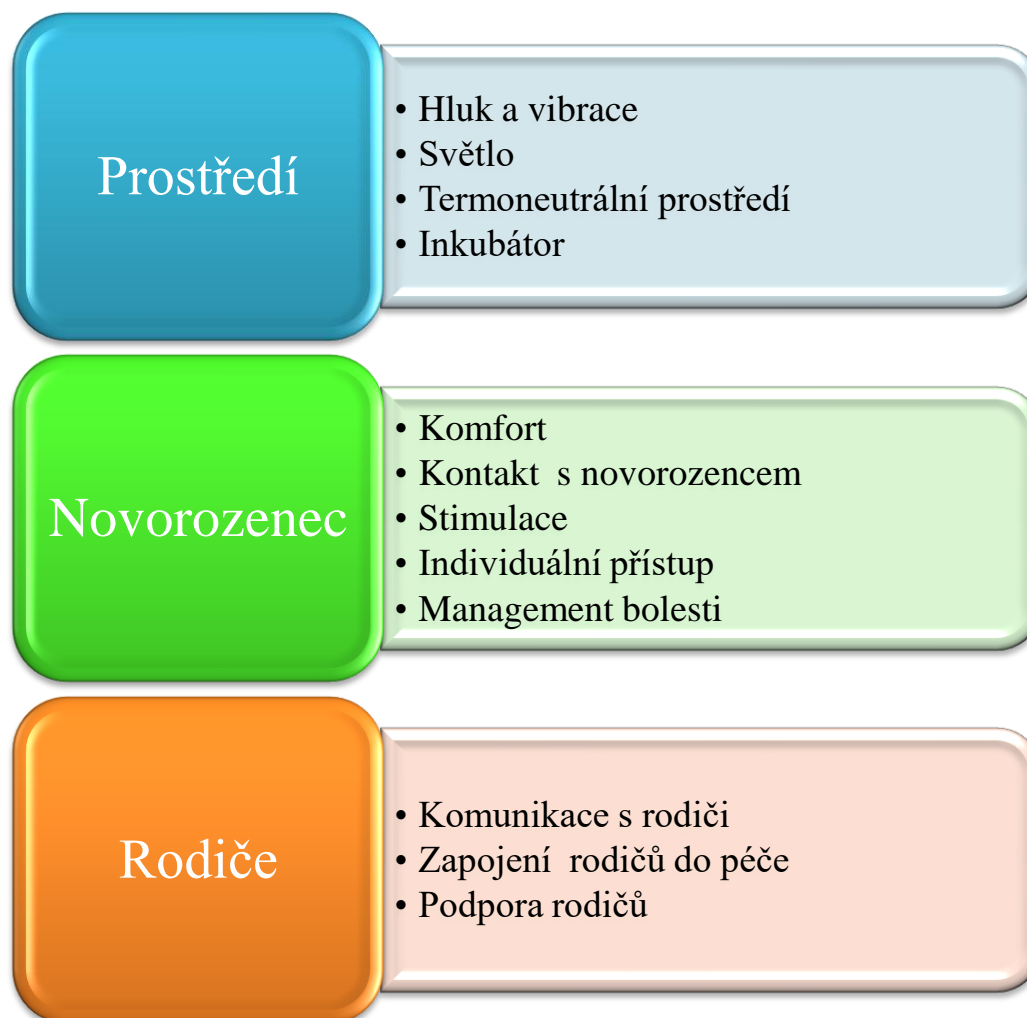 Prostředí
• Hluk a vibrace
• Světlo
• Termoneutrální prostředí
• Inkubátor
Novorozenec
• Komfort
• Kontakt  s novorozencem
• Stimulace
• Individuální přístup
• Management bolesti
Rodiče
• Komunikace s rodiči
• Zapojení  rodičů do péče
• Podpora rodičů